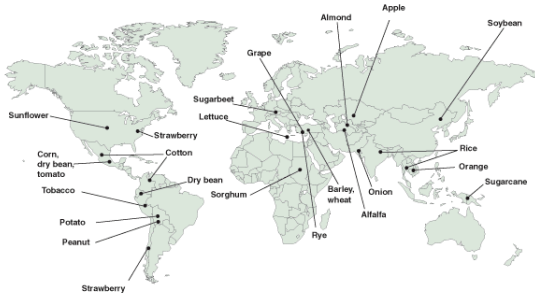 Apple
Almond
Soybean
Grape
Sugarbeet
Lettuce
Sunflower
Strawberry
Cotton
Corn,
dry bean,
tomato
Rice
Orange
Dry bean
Sugarcane
Tobacco
Sorghum
Barley,
wheat
Onion
Alfalfa
Potato
Rye
Peanut
Strawberry